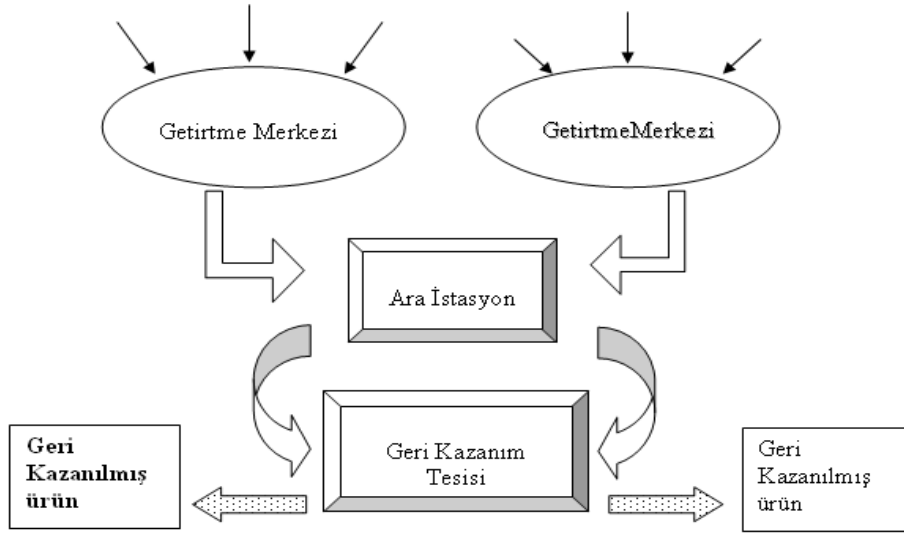 Getirtme Merkezi
GetirtmeMerkezi
Ara İstasyon
Geri Kazanım
Tesisi
Geri
Kazanılmış
ürün
Geri
Kazanılmış
ürün